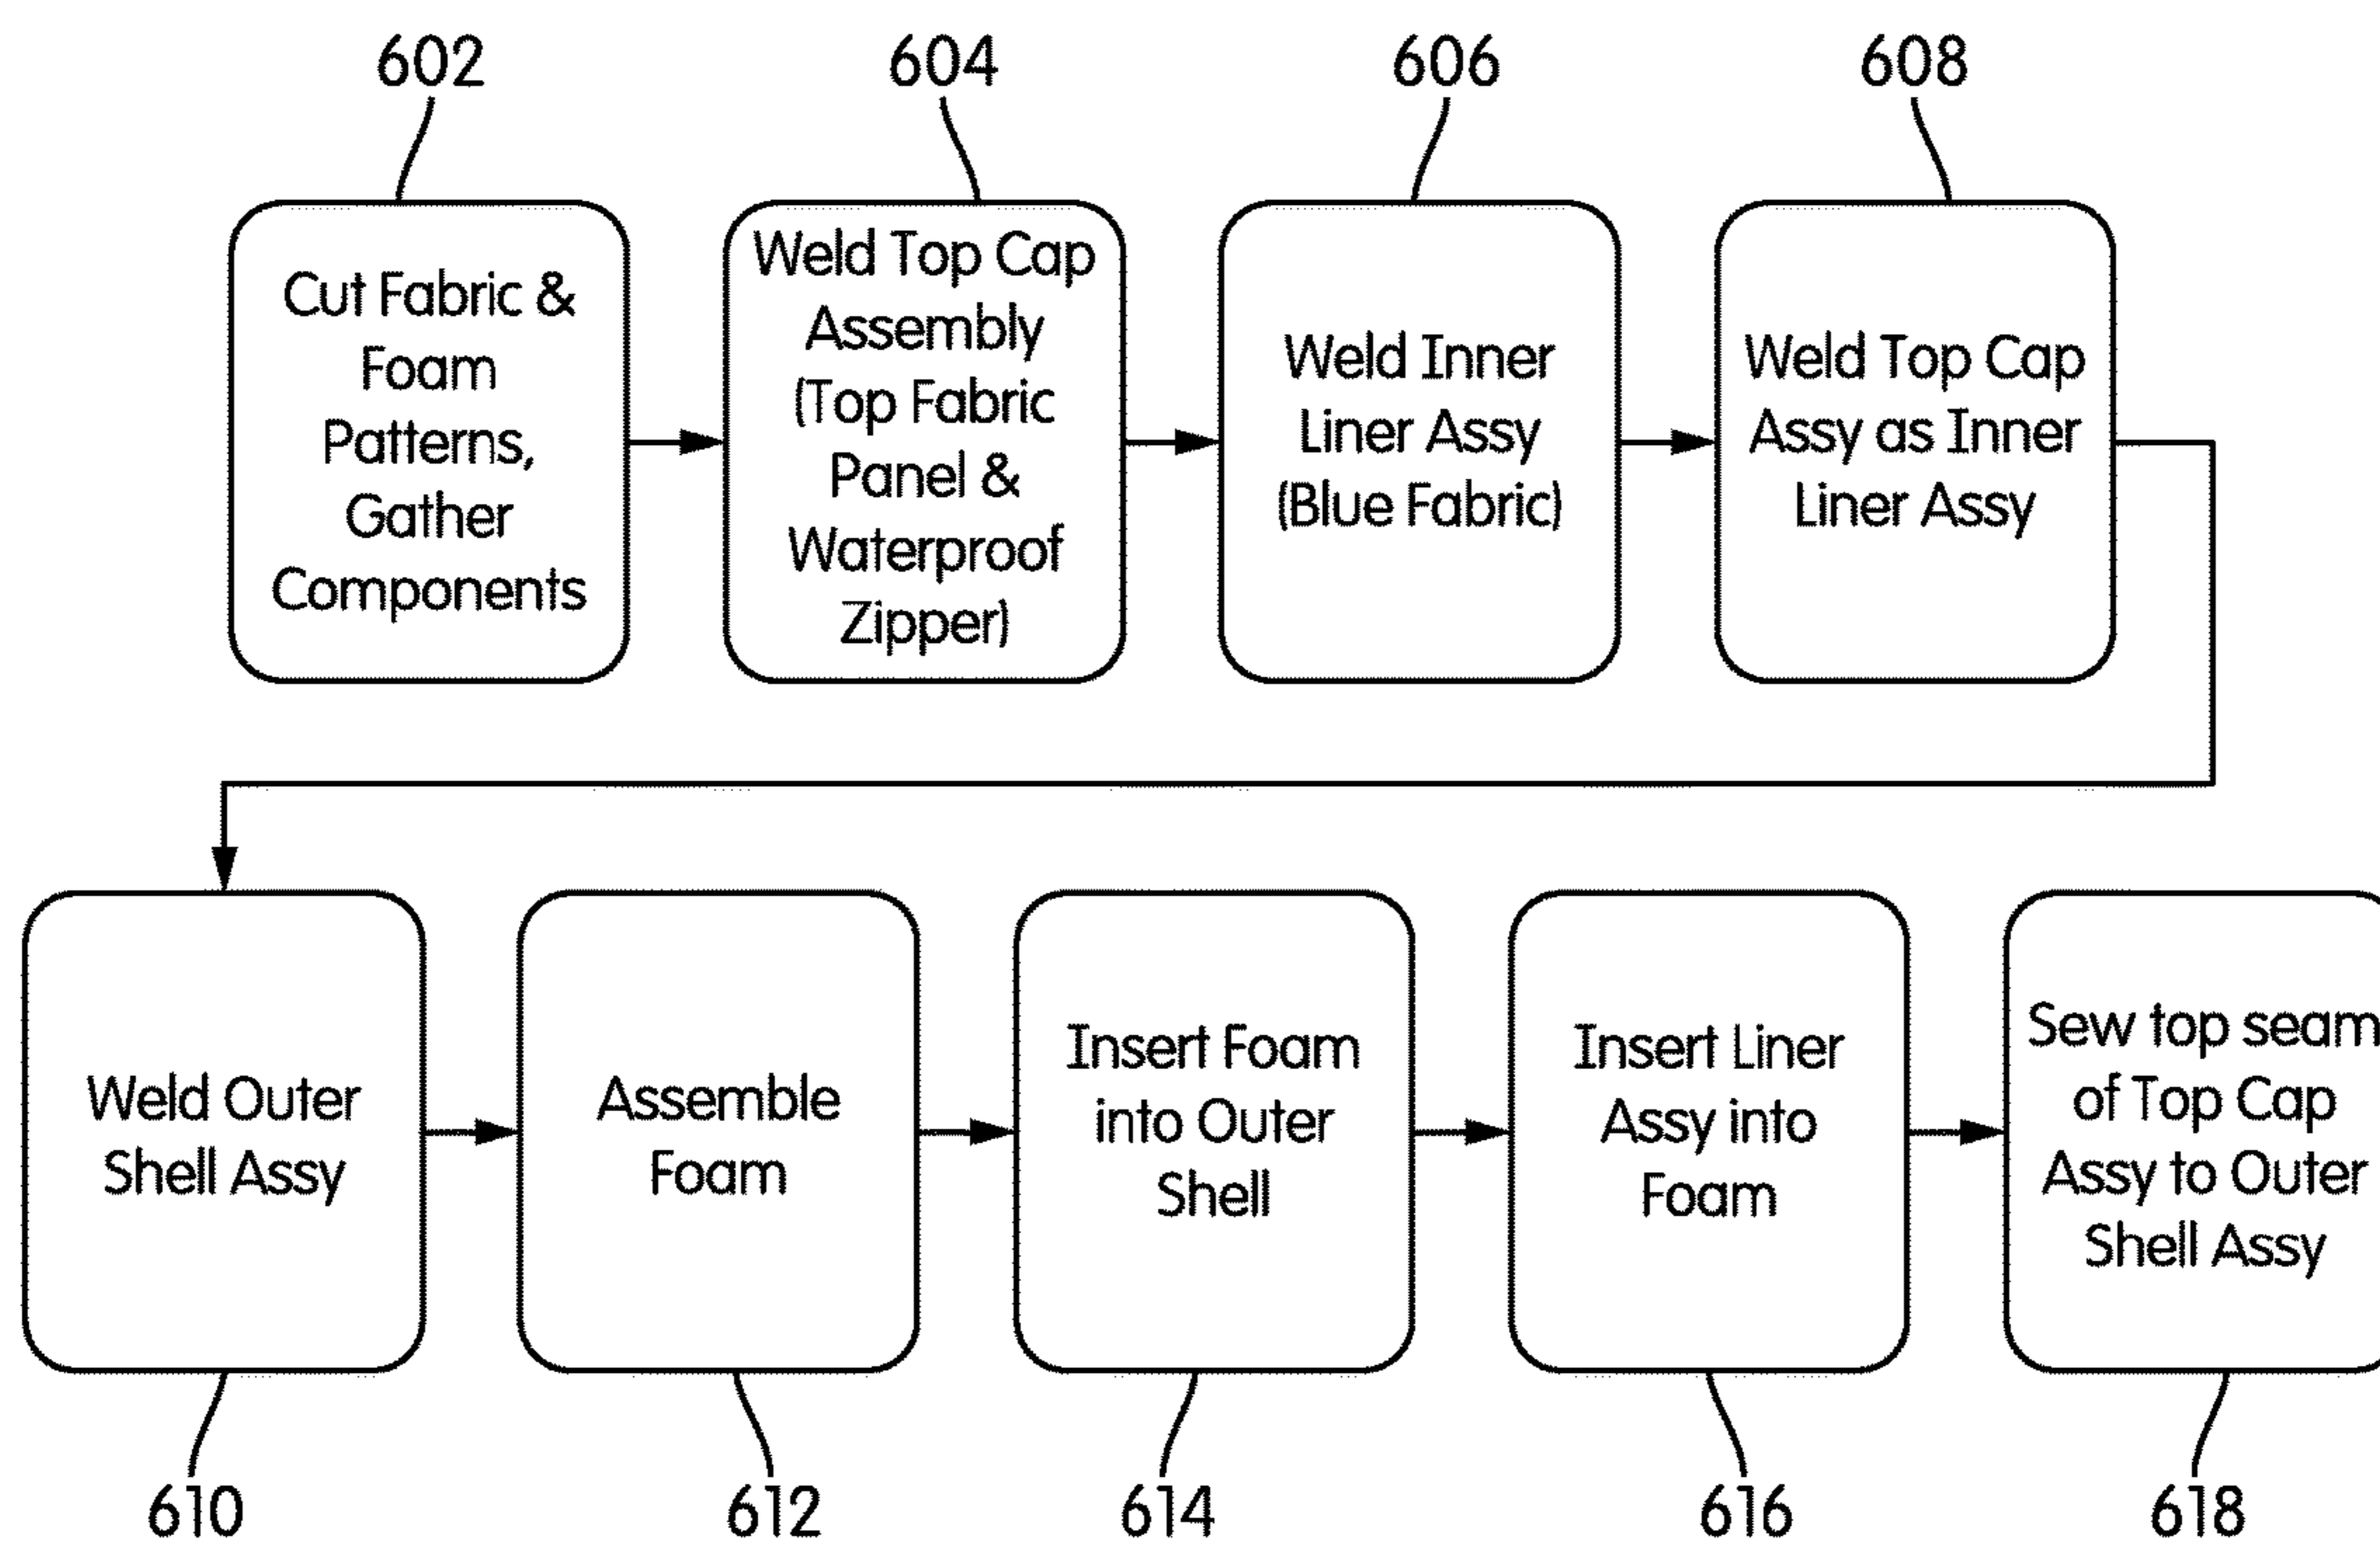 602
604
606
608
Cut Fabric &
Foam
Patterns,
Gather
Components
Weld Top Cap
Assembly
(Top Fabric
Panel &
Waterproof
Zipper)
Weld Inner
Liner Assy
(Blue Fabric)
Weld Top Cap
Assy as Inner
Liner Assy
Weld Outer
Shell Assy
Assemble
Foam
Insert Foam
into Outer
Shell
Insert Liner
Assy into
Foam
Sew top seam
of Top Cap
Assy to Outer
Shell Assy
610
612
614
616
618